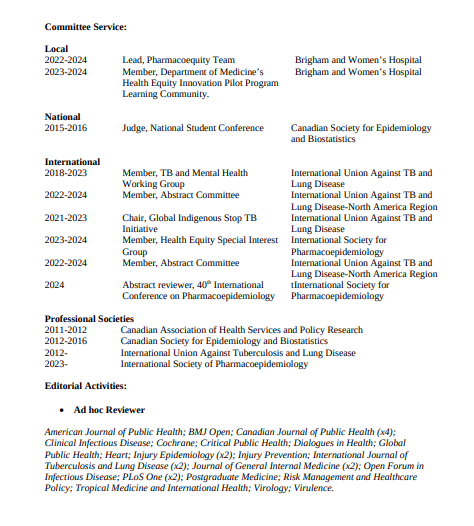 Committee Service:
Local
2022-2024 Lead, Pharmacoequity Team Brigham and Women's Hospital
2023-2024 Member, Department of Medicine's Brigham and Women's Hospital
Health Equity Innovation Pilot Program
Learning Community.
National
2015-2016 Judge, National Student Conference Canadian Society for Epidemiology
and Biostatistics
International
2018-2023 Member, TB and Mental Health International Union Against TB and
Working Group Lung Disease
2022-2024 Member, Abstract Committee International Union Against TB and
Lung Disease-North America Region
2021-2023 Chair, Global Indigenous Stop TB International Union Against TB and
Initiative Lung Disease
2023-2024 Member, Health Equity Special Interest International Society for
Group Pharmacoepidemiology
2022-2024 Member, Abstract Committee International Union Against TB and
Lung Disease-North America Region
2024 Abstract reviewer, 40th International tInternational Society for
Conference on Pharmacoepidemiology Pharmacoepidemiology
Professional Societies
2011-2012 Canadian Association of Health Services and Policy Research
2012-2016 Canadian Society for Epidemiology and Biostatistics
2012- International Union Against Tuberculosis and Lung Disease
2023- International Society of Pharmacoepidemiology
Editorial Activities:
• Ad hoc Reviewer
American Journal of Public Health; BMJ Open; Canadian Journal of Public Health (x4);
Clinical Infectious Disease; Cochrane; Critical Public Health; Dialogues in Health; Global
Public Health; Heart; Injury Epidemiology (x2); Injury Prevention; International Journal of
Tuberculosis and Lung Disease (x2); Journal of General Internal Medicine (x2); Open Forum in
Infectious Disease; PLoS One (x2); Postgraduate Medicine; Risk Management and Healthcare
Policy; Tropical Medicine and International Health; Virology; Virulence.